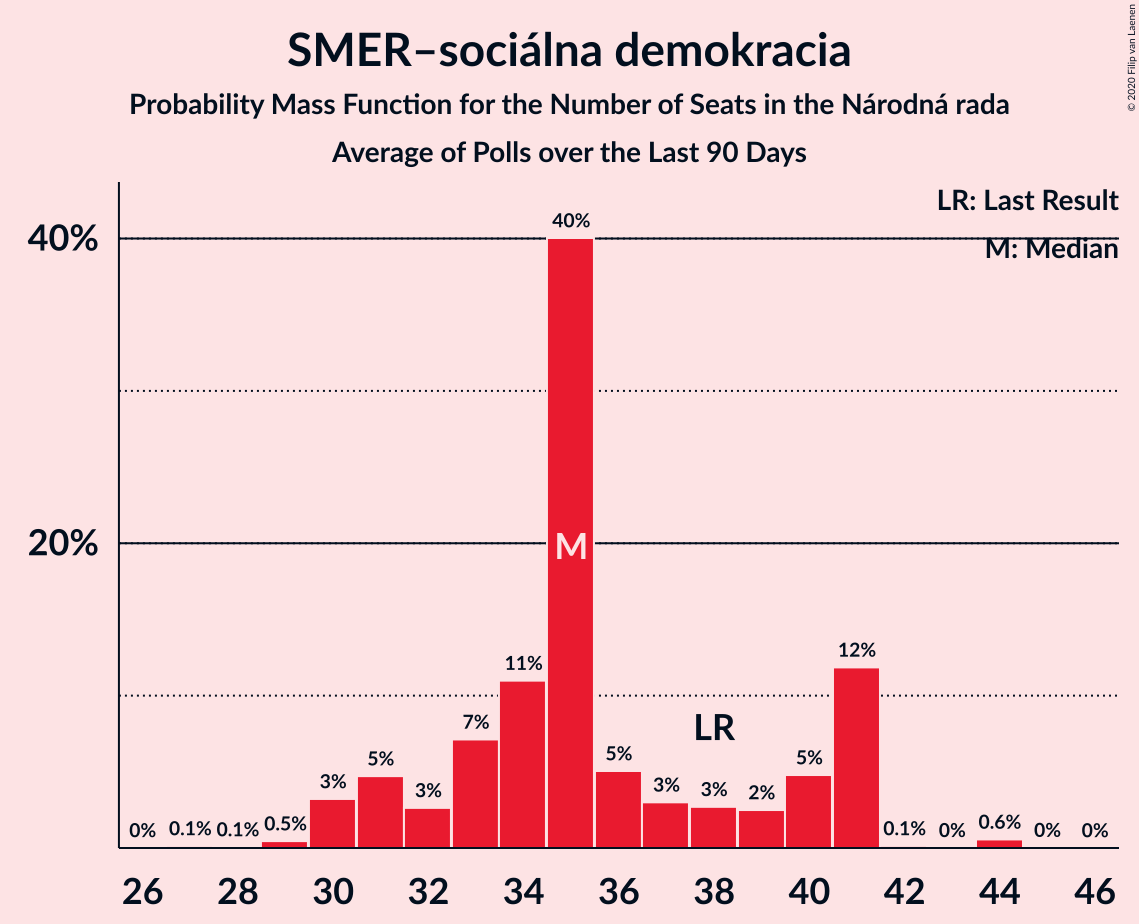 SMER–sociálna demokracia
Probability Mass Function for the Number of Seats in the Národná rada
Average of Polls over the Last 90 Days
© 2020 Filip van Laenen
LR: Last Result
M: Median
40%
20%
0% 0.1% 0.1% 0.5% 3% 5% 3% 7% 11% 40% 5% 3% 3% 2% 5% 12% 0.1% 0% 0.6% 0% 0%
LR
M
26 28 30 32 34 36 38 40 42 44 46